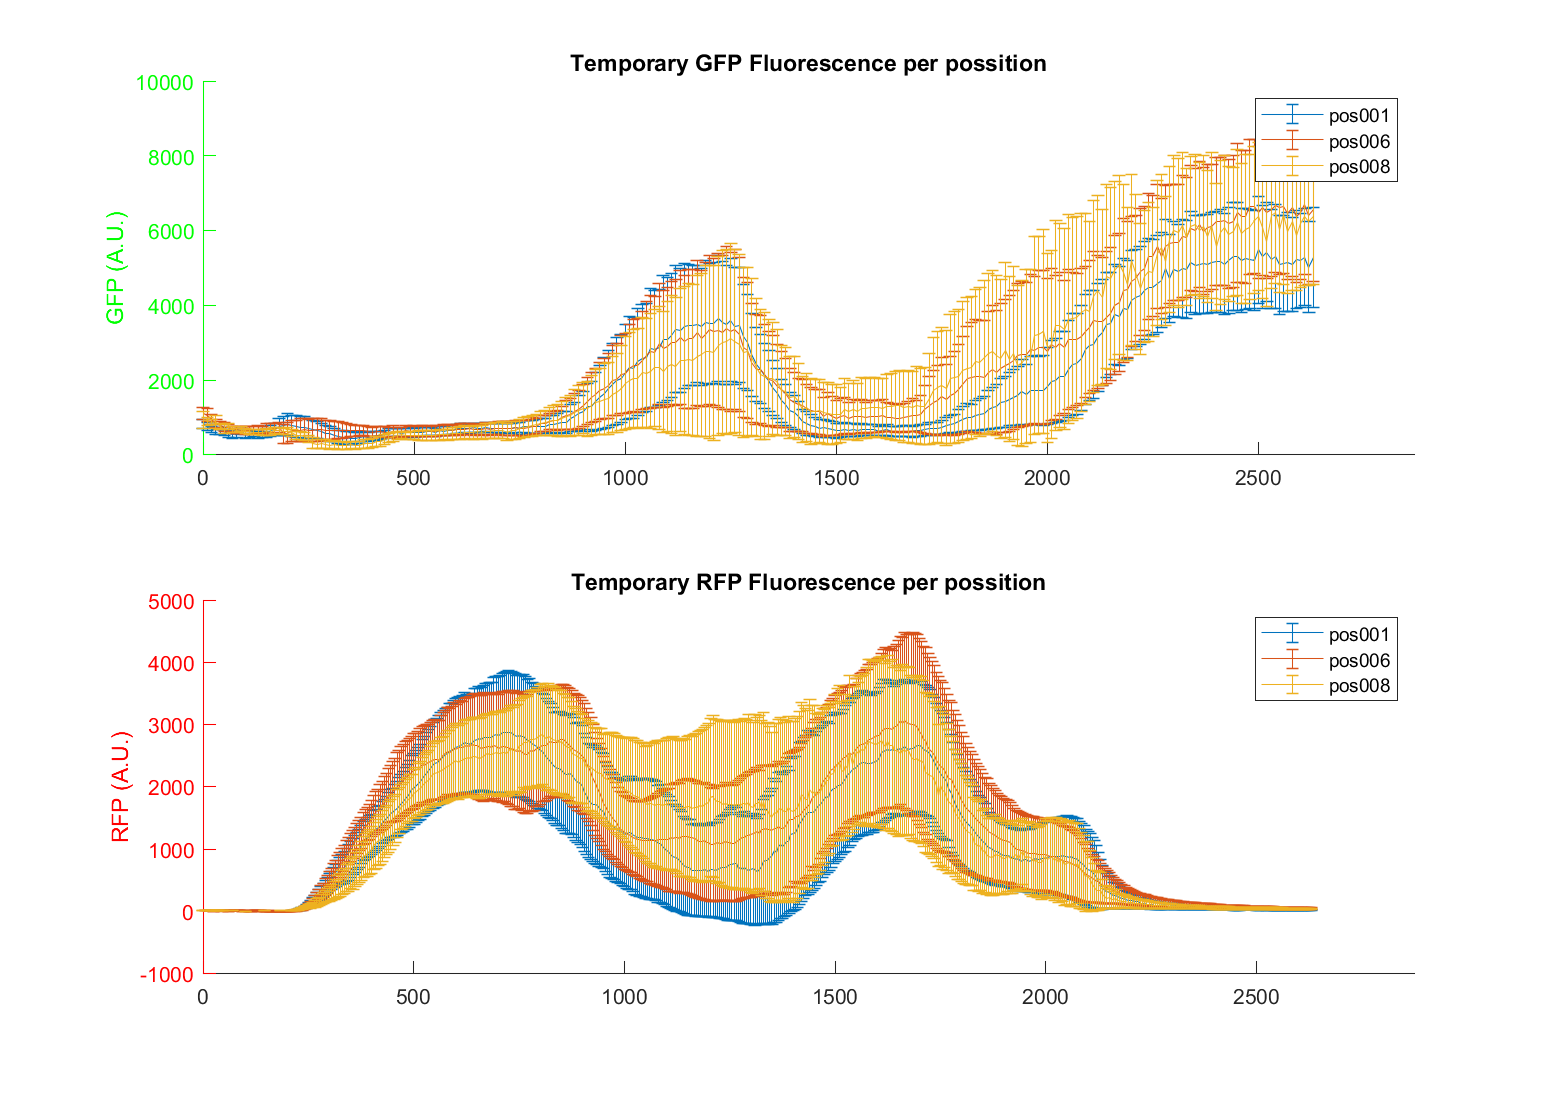 Temporary GFP Fluorescence per possition
10000
8000
6000
4000
2000
0
GFP (A.U.)
0 500 1000 1500 2000 2500
pos001
pos006
pos008
Temporary RFP Fluorescence per possition
5000
4000
3000
2000
1000
0
-1000
RFP (A.U.)
0 500 1000 1500 2000 2500
pos001
pos006
pos008